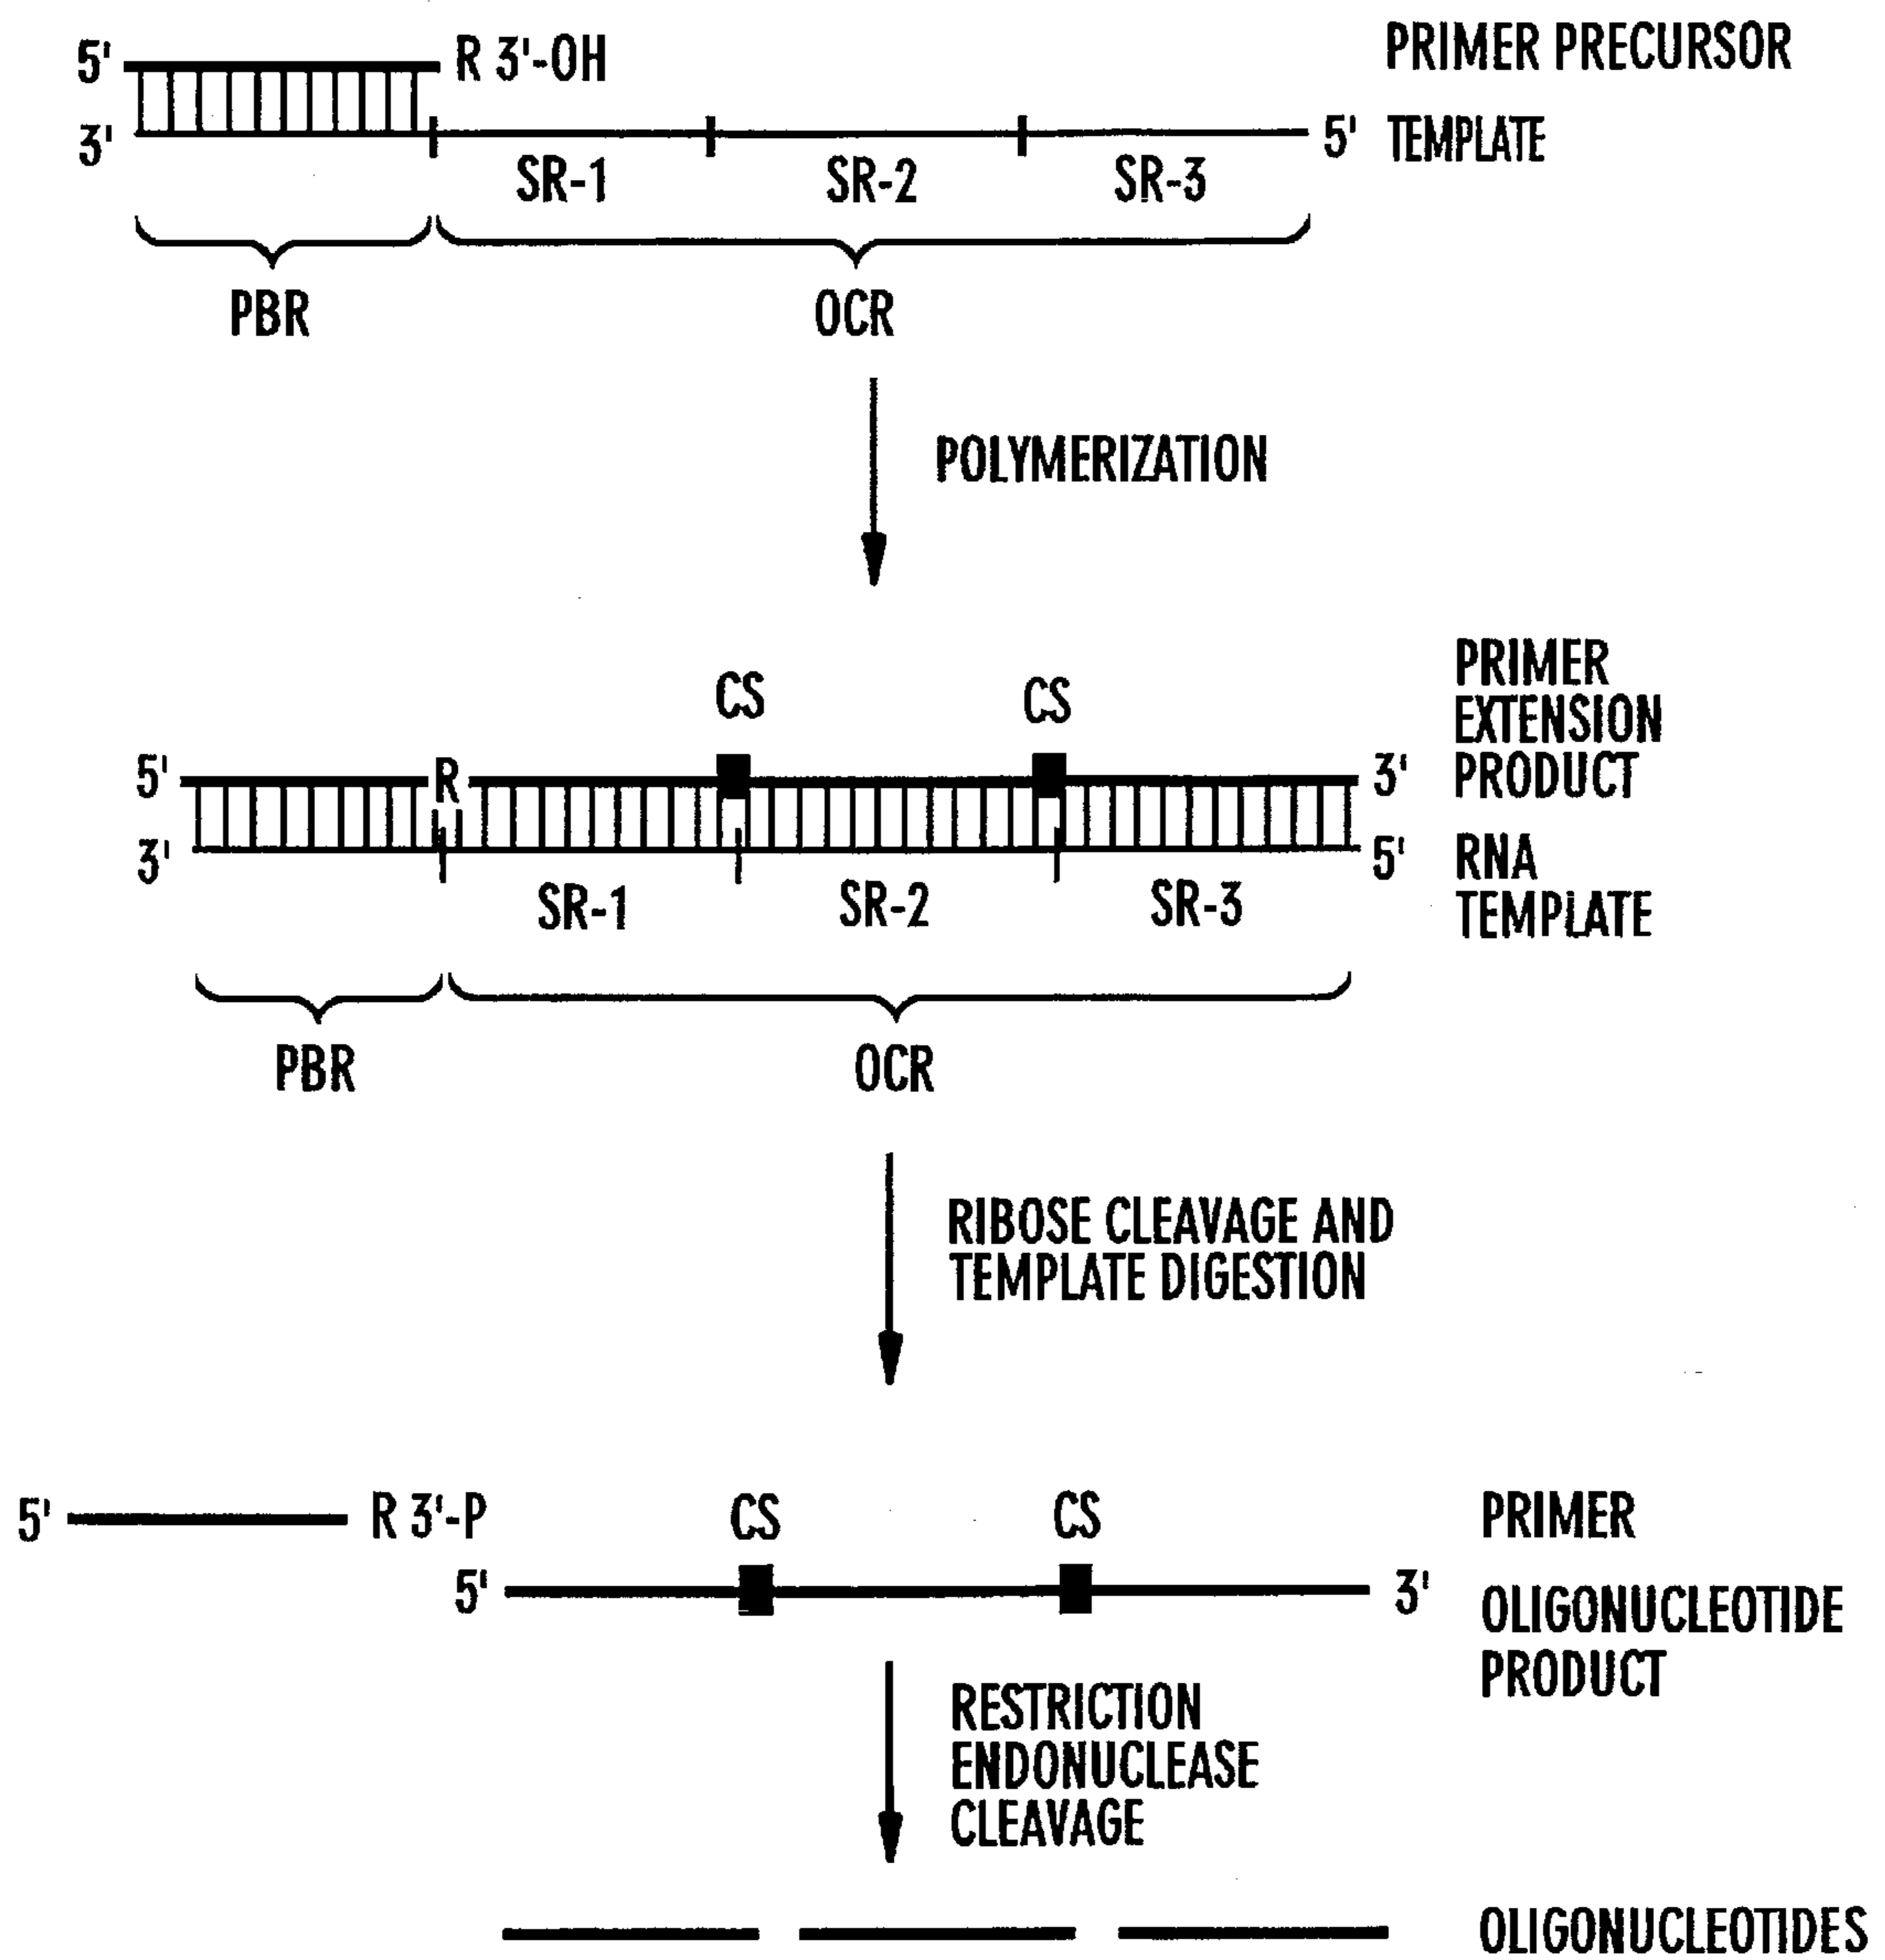 5' R 3'-OH PRIMER PRECURSOR
3' 5' TEMPLATE
SR-1 SR-2 SR-3
PBR OCR
POLYMERIZATION
CS CS
PRIMER
EXTENSION
5' R 3' PRODUCT
3' 5' RNA
SR-1 SR-2 SR-3 TEMPLATE
PBR OCR
RIBOSE CLEAVAGE AND
TEMPLATE DIGESTION
5' R 3'-P CS CS PRIMER
5' 3' OLIGONUCLEOTIDE
PRODUCT
RESTRICTION
ENDONUCLEASE
CLEAVAGE
OLIGONUCLEOTIDES